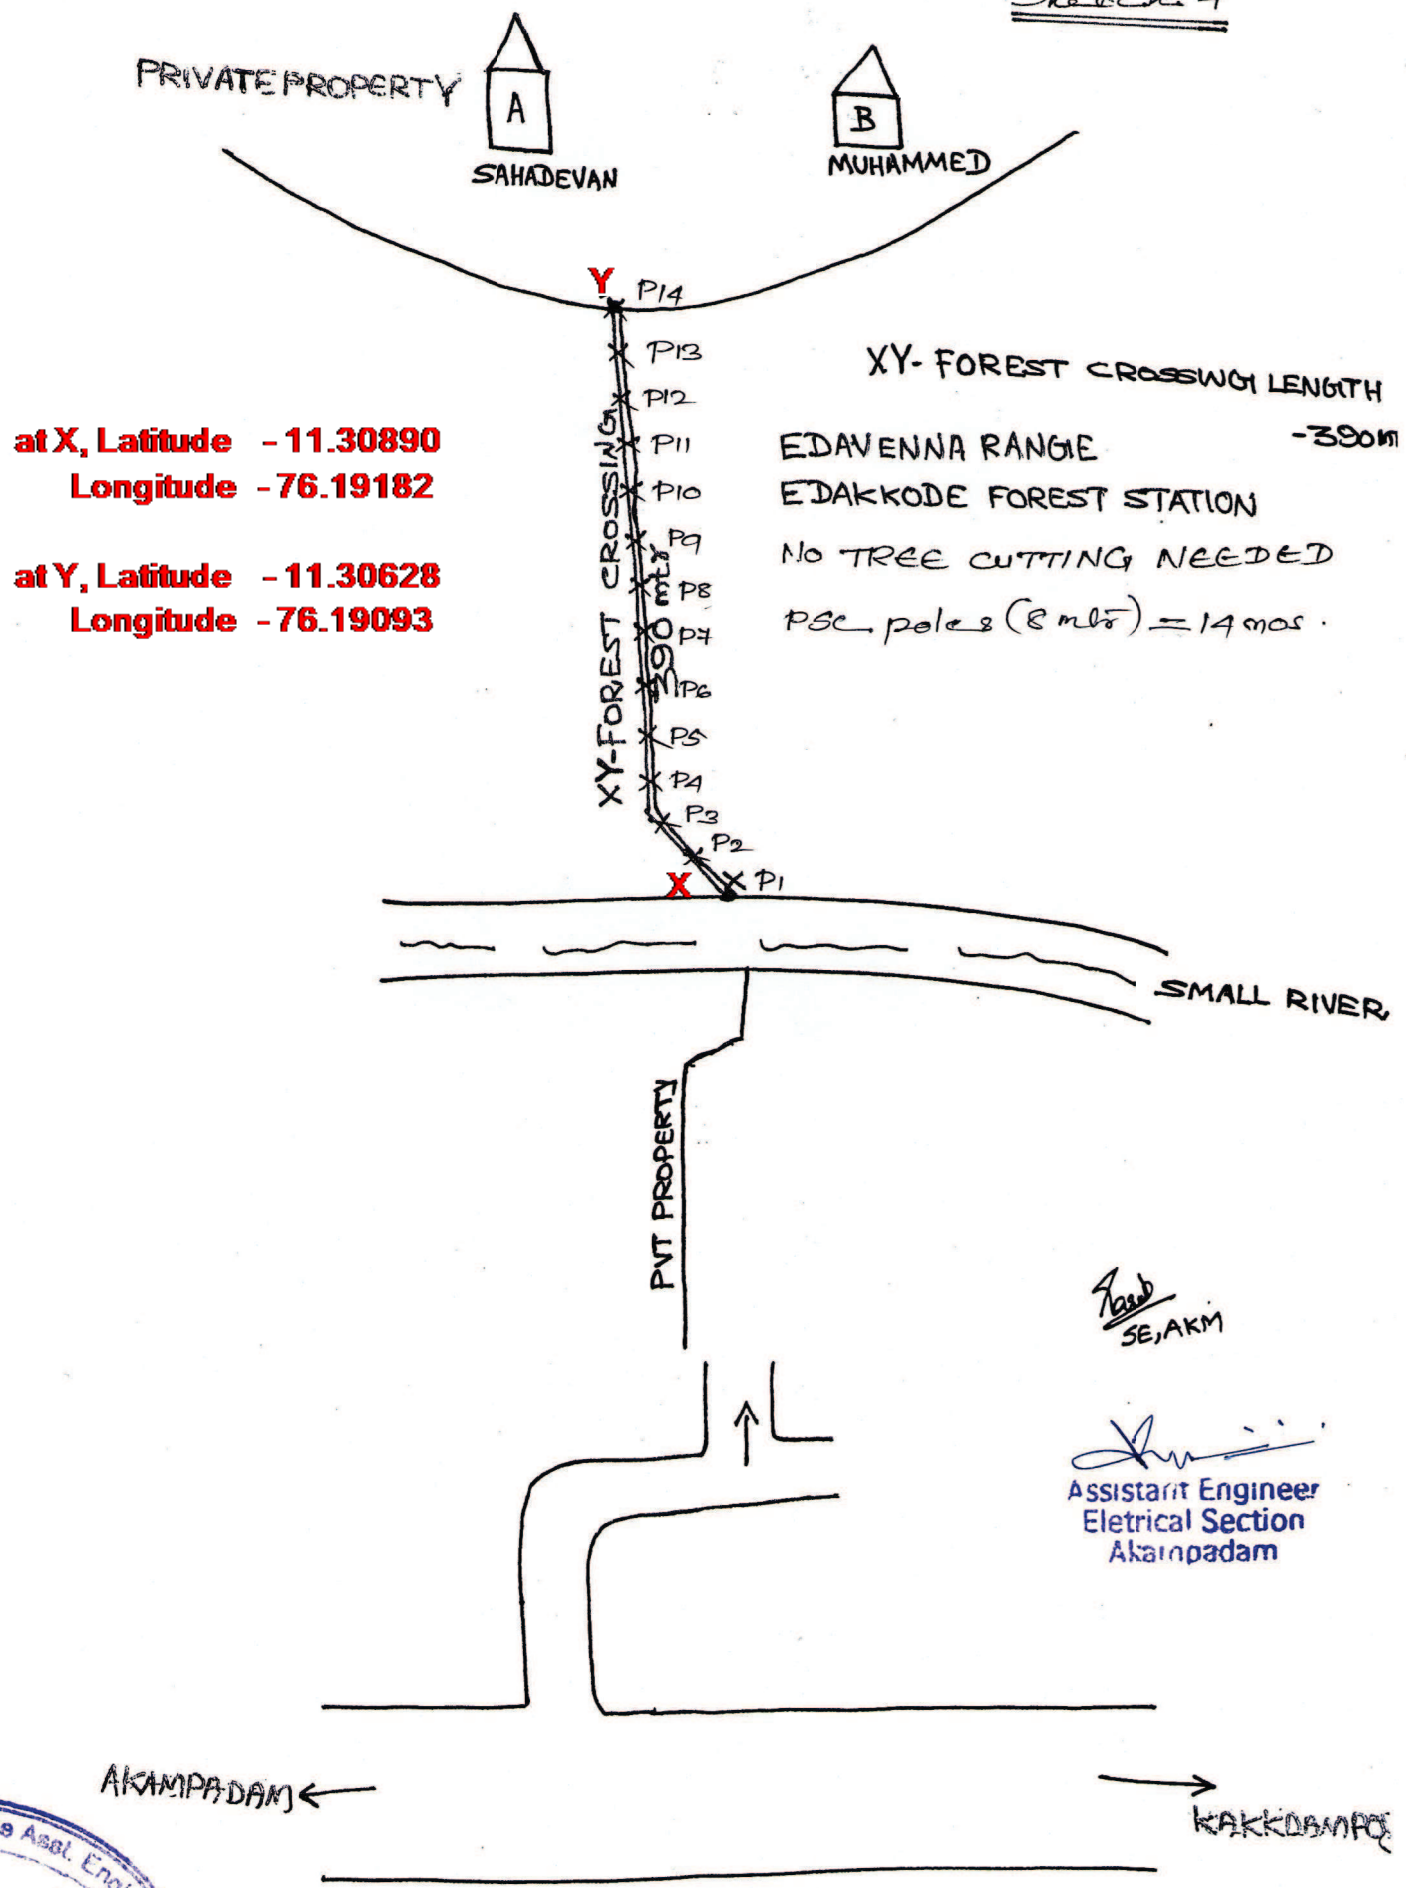 PRIVATE PROPERTY
A
SAHADEVAN
B
MUHAMMED
Y
P14
P13
P12
P11
P10
P9
P8
P7
P6
P5
P4
P3
P2
X
P1
XY-FOREST CROSSING
390 mtr
XY- FOREST CROSSING LENGTH
-390m
EDAVENNA RANGE
EDAKKODE FOREST STATION
NO TREE CUTTING NEEDED
PSC poles (8 mtr) = 14 nos.
at X, Latitude - 11.30890
Longitude - 76.19182
at Y, Latitude - 11.30628
Longitude - 76.19093
SMALL RIVER
PVT PROPERTY
SE, AKM
Assistant Engineer
Eletrical Section
Akampadam
AKAMPADAM
Asst. Engi